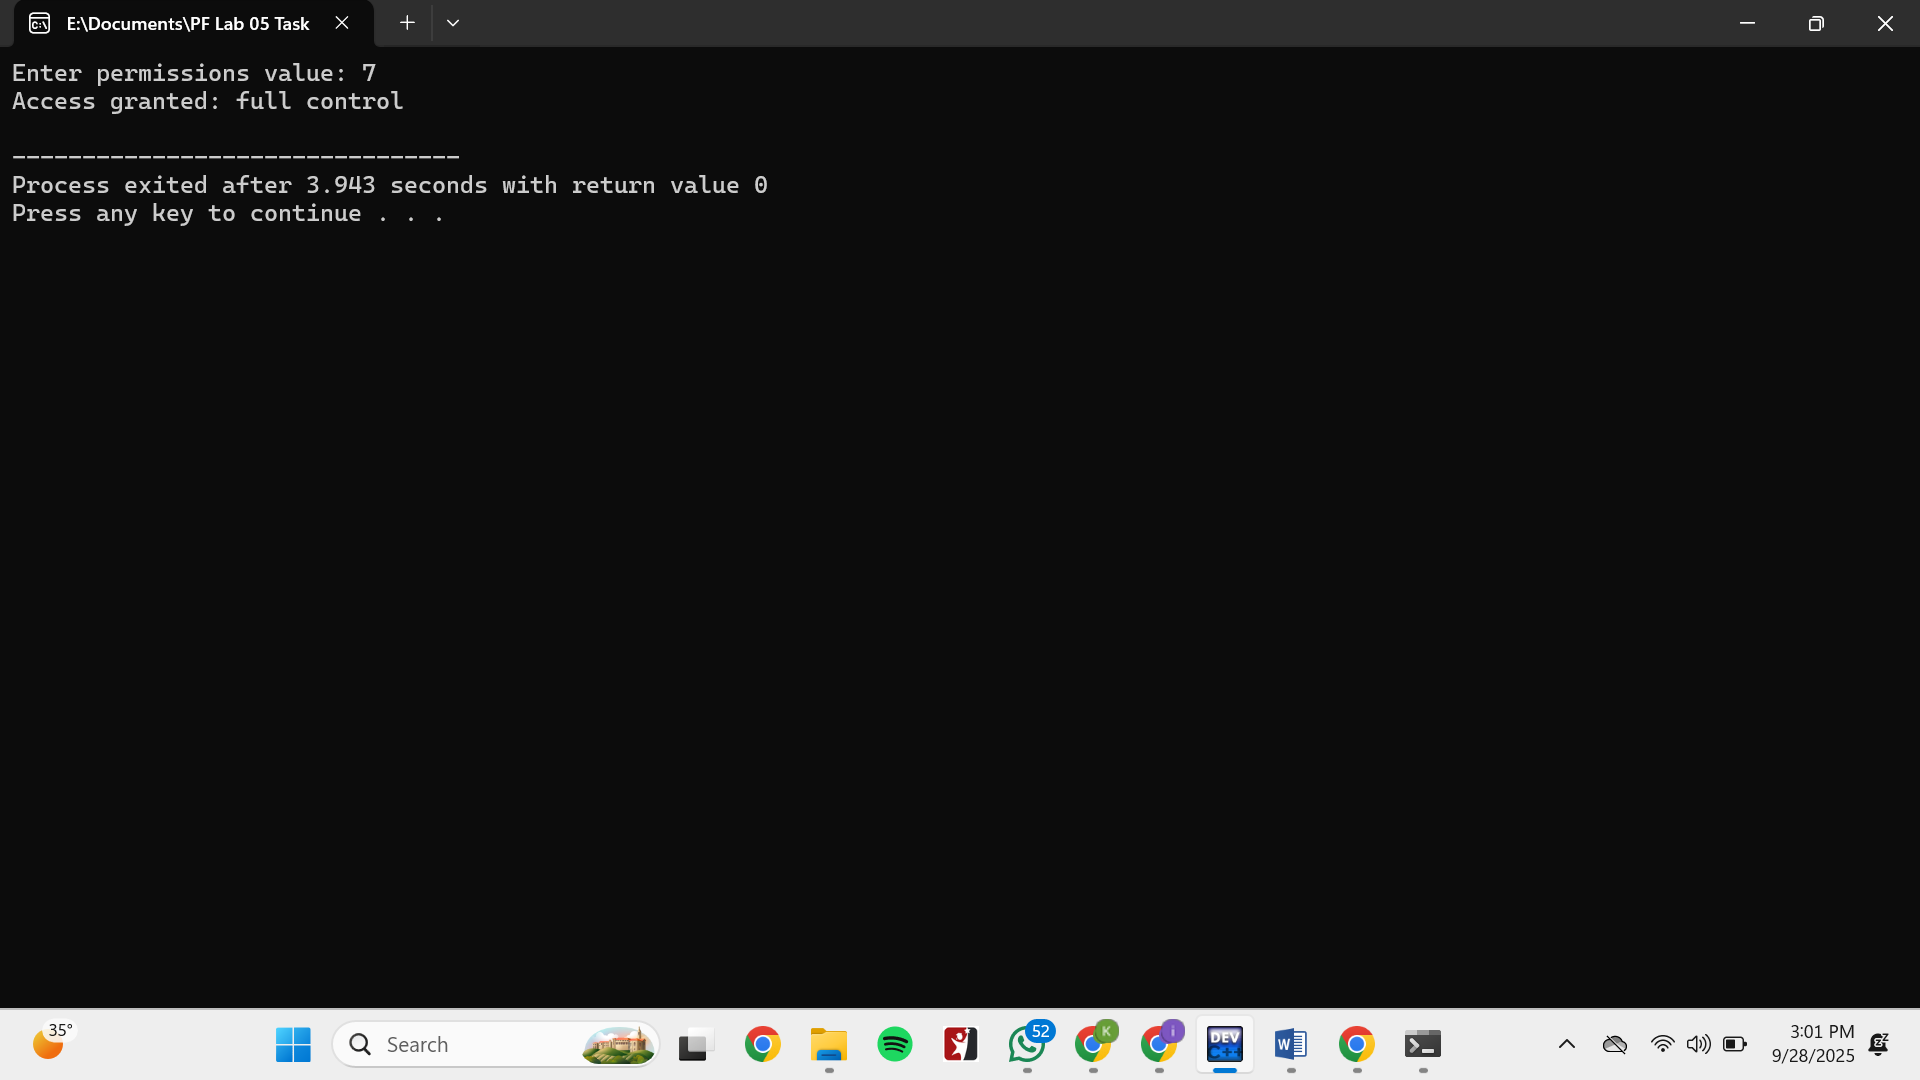 E:\Documents\PF Lab 05 Task
Enter permissions value: 7
Access granted: full control
--------------------------------
Process exited after 3.943 seconds with return value 0
Press any key to continue . . .
35°
Search
52
K
i
DEV
C++
W
3:01 PM
9/28/2025